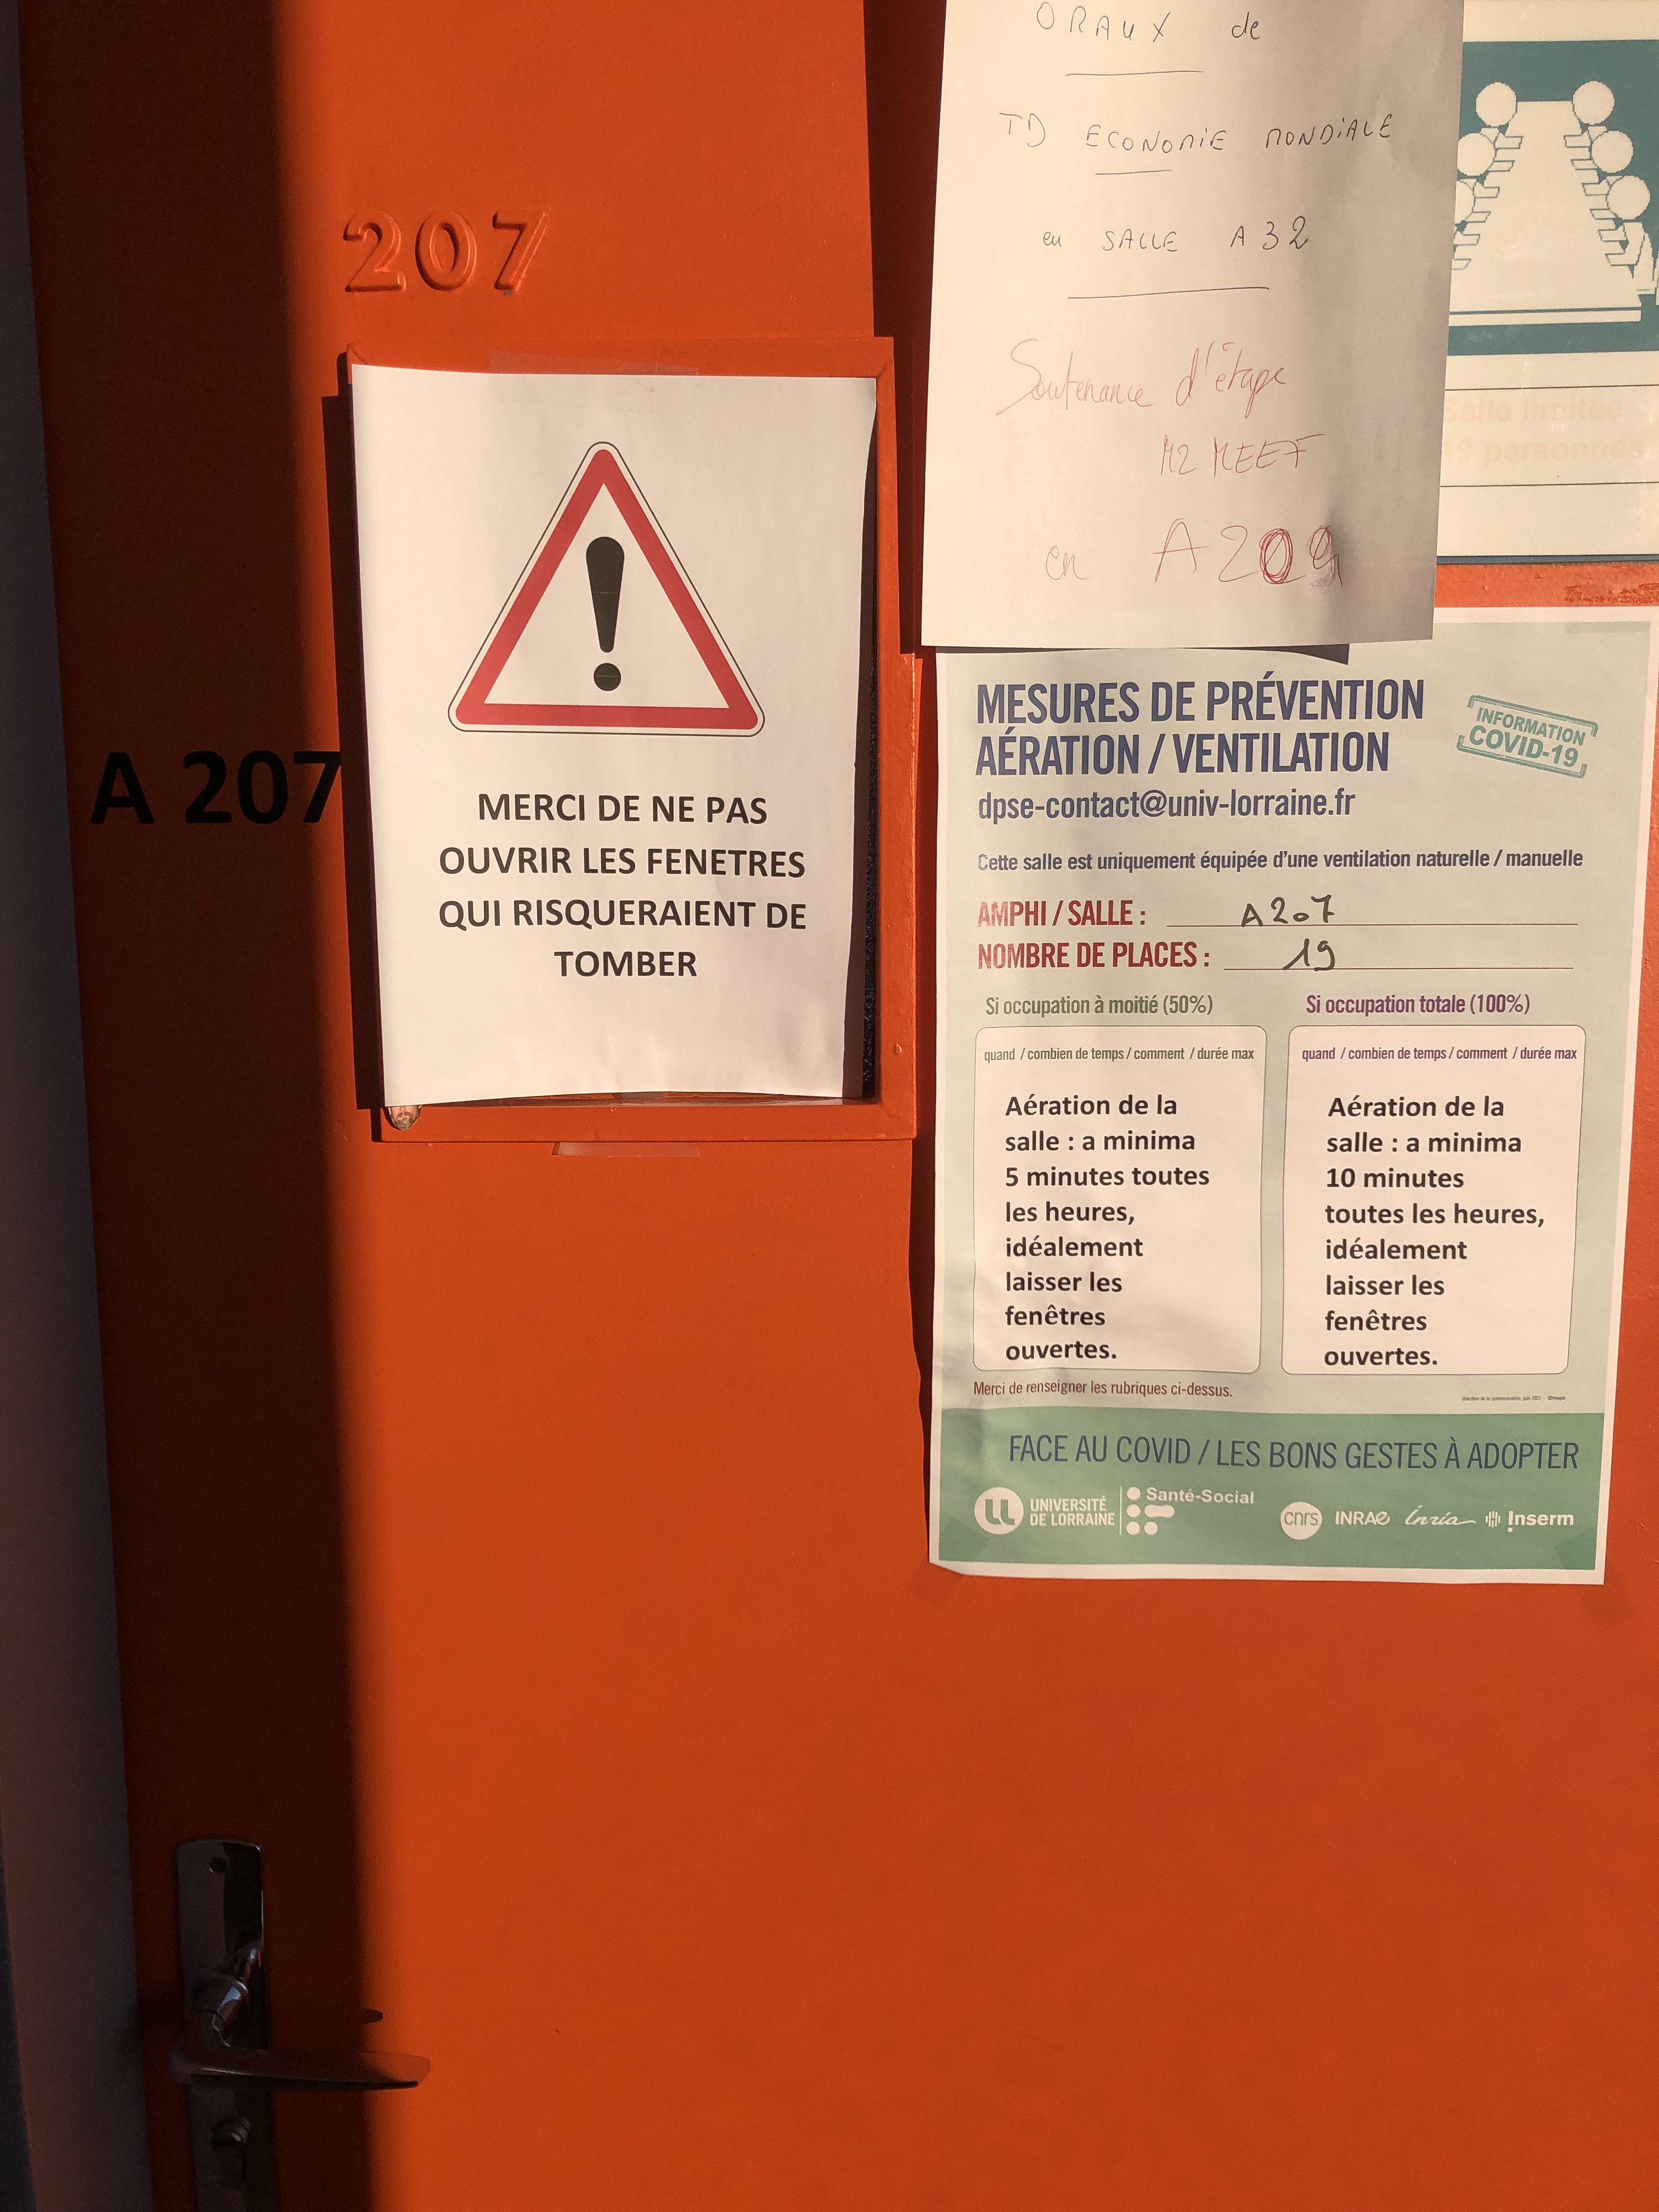 207
A 207
MERCI DE NE PAS
OUVRIR LES FENETRES
QUI RISQUERAIENT DE
TOMBER
ORAUX de
TD ECONOMIE MONDIALE
en SALLE A32
Soutenance d'étape
M2 MEEF
en A209
Salle limitée
19 personnes
MESURES DE PRÉVENTION
AÉRATION / VENTILATION
INFORMATION
COVID-19
dpse-contact@univ-lorraine.fr
Cette salle est uniquement équipée d'une ventilation naturelle / manuelle
AMPHI / SALLE : A207
NOMBRE DE PLACES : 19
Si occupation à moitié (50%)
quand / combien de temps / comment / durée max
Aération de la
salle : a minima
5 minutes toutes
les heures,
idéalement
laisser les
fenêtres
ouvertes.
Si occupation totale (100%)
quand / combien de temps / comment / durée max
Aération de la
salle : a minima
10 minutes
toutes les heures,
idéalement
laisser les
fenêtres
ouvertes.
Merci de renseigner les rubriques ci-dessus.
FACE AU COVID / LES BONS GESTES À ADOPTER
UNIVERSITÉ
DE LORRAINE
Santé-Social
cnrs
INRAE
Inria
Inserm